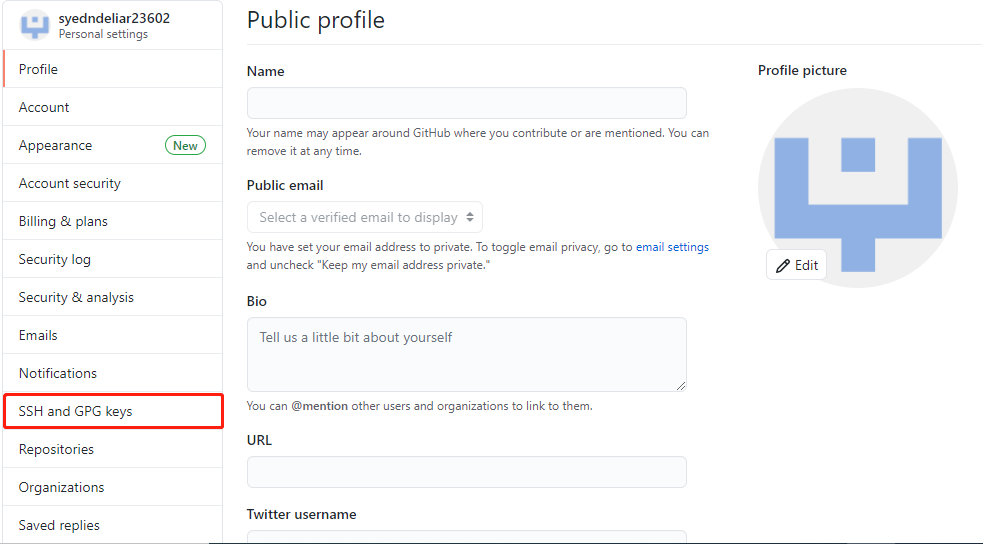 syedndeliar23602
Personal settings
Profile
Account
Appearance New
Account security
Billing & plans
Security log
Security & analysis
Emails
Notifications
SSH and GPG keys
Repositories
Organizations
Saved replies
Public profile
Name
Your name may appear around GitHub where you contribute or are mentioned. You can
remove it at any time.
Public email
Select a verified email to display
You have set your email address to private. To toggle email privacy, go to email settings
and uncheck "Keep my email address private."
Bio
Tell us a little bit about yourself
You can @mention other users and organizations to link to them.
URL
Twitter username
Profile picture
Edit